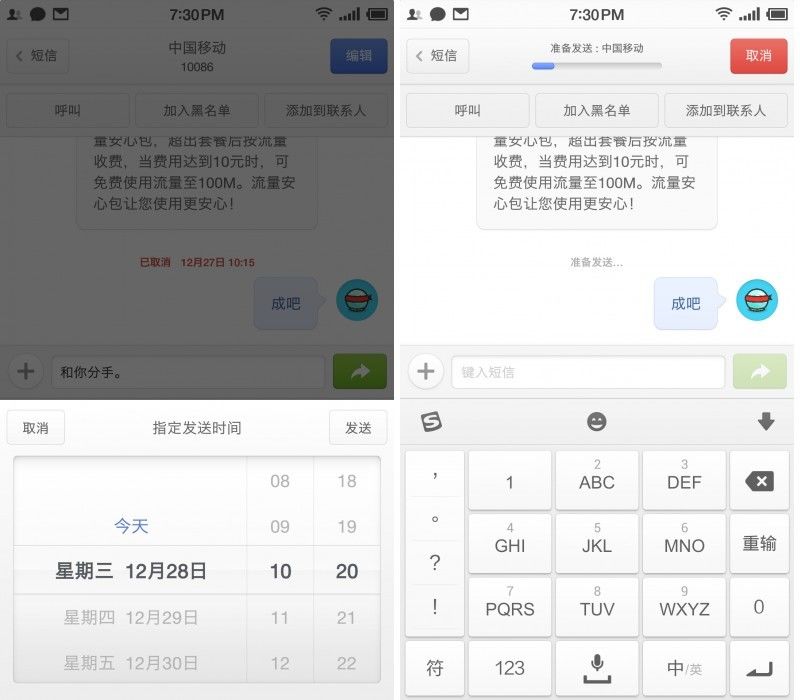 7:30PM
短信
中国移动
10086
编辑
呼叫
加入黑名单
添加到联系人
量安心包，超出套餐后按流量
收费，当费用达到10元时，可
免费使用流量至100M。流量安
心包让您使用更安心！
已取消 12月27日 10:15
成吧
和你分手。
取消
指定发送时间
发送
08 18
今天 09 19
星期三 12月28日 10 20
星期四 12月29日 11 21
星期五 12月30日 12 22
7:30PM
短信
准备发送 : 中国移动
取消
呼叫
加入黑名单
添加到联系人
量安心包，超出套餐后按流量
收费，当费用达到10元时，可
免费使用流量至100M。流量安
心包让您使用更安心！
准备发送...
成吧
键入短信
，
。
?
!
1
2
ABC
3
DEF
4
GHI
5
JKL
6
MNO
重输
7
PQRS
8
TUV
9
WXYZ
0
符
123
中/英